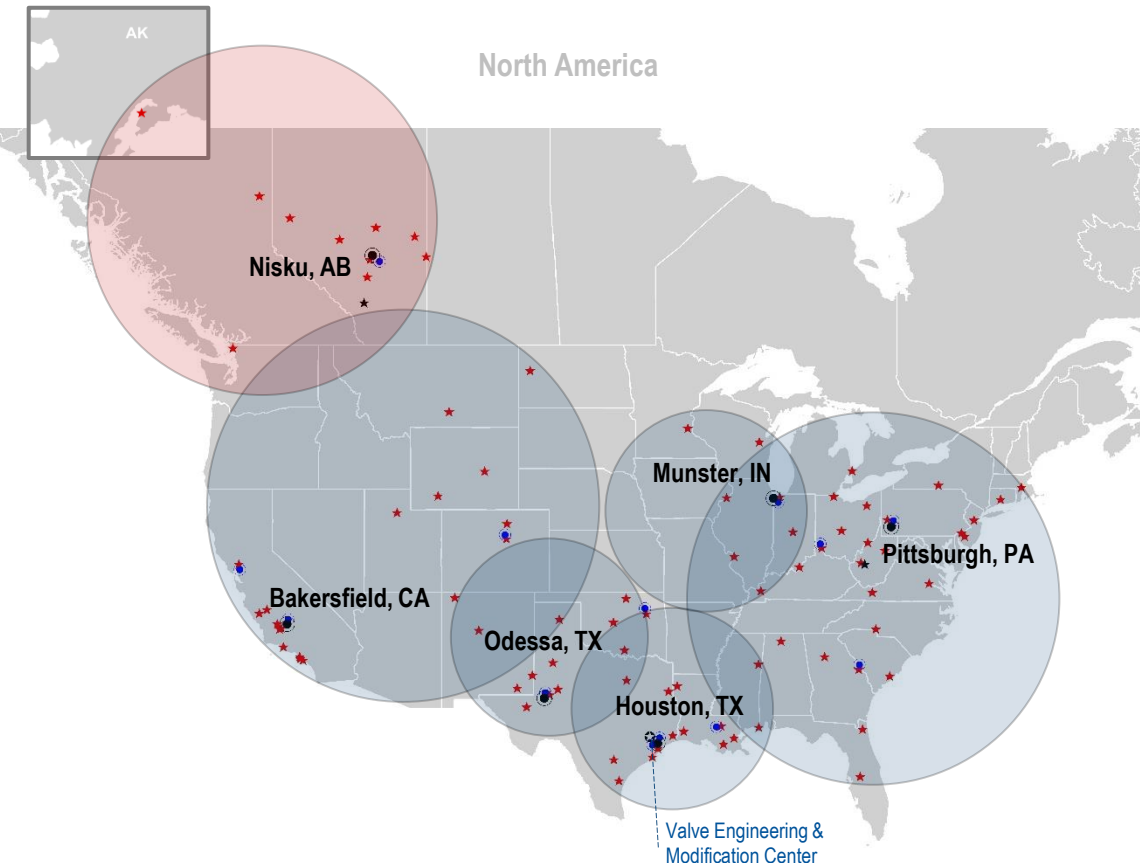 AK
North America
Nisku, AB
Munster, IN
Pittsburgh, PA
Bakersfield, CA
Odessa, TX
Houston, TX
Valve Engineering &
Modification Center